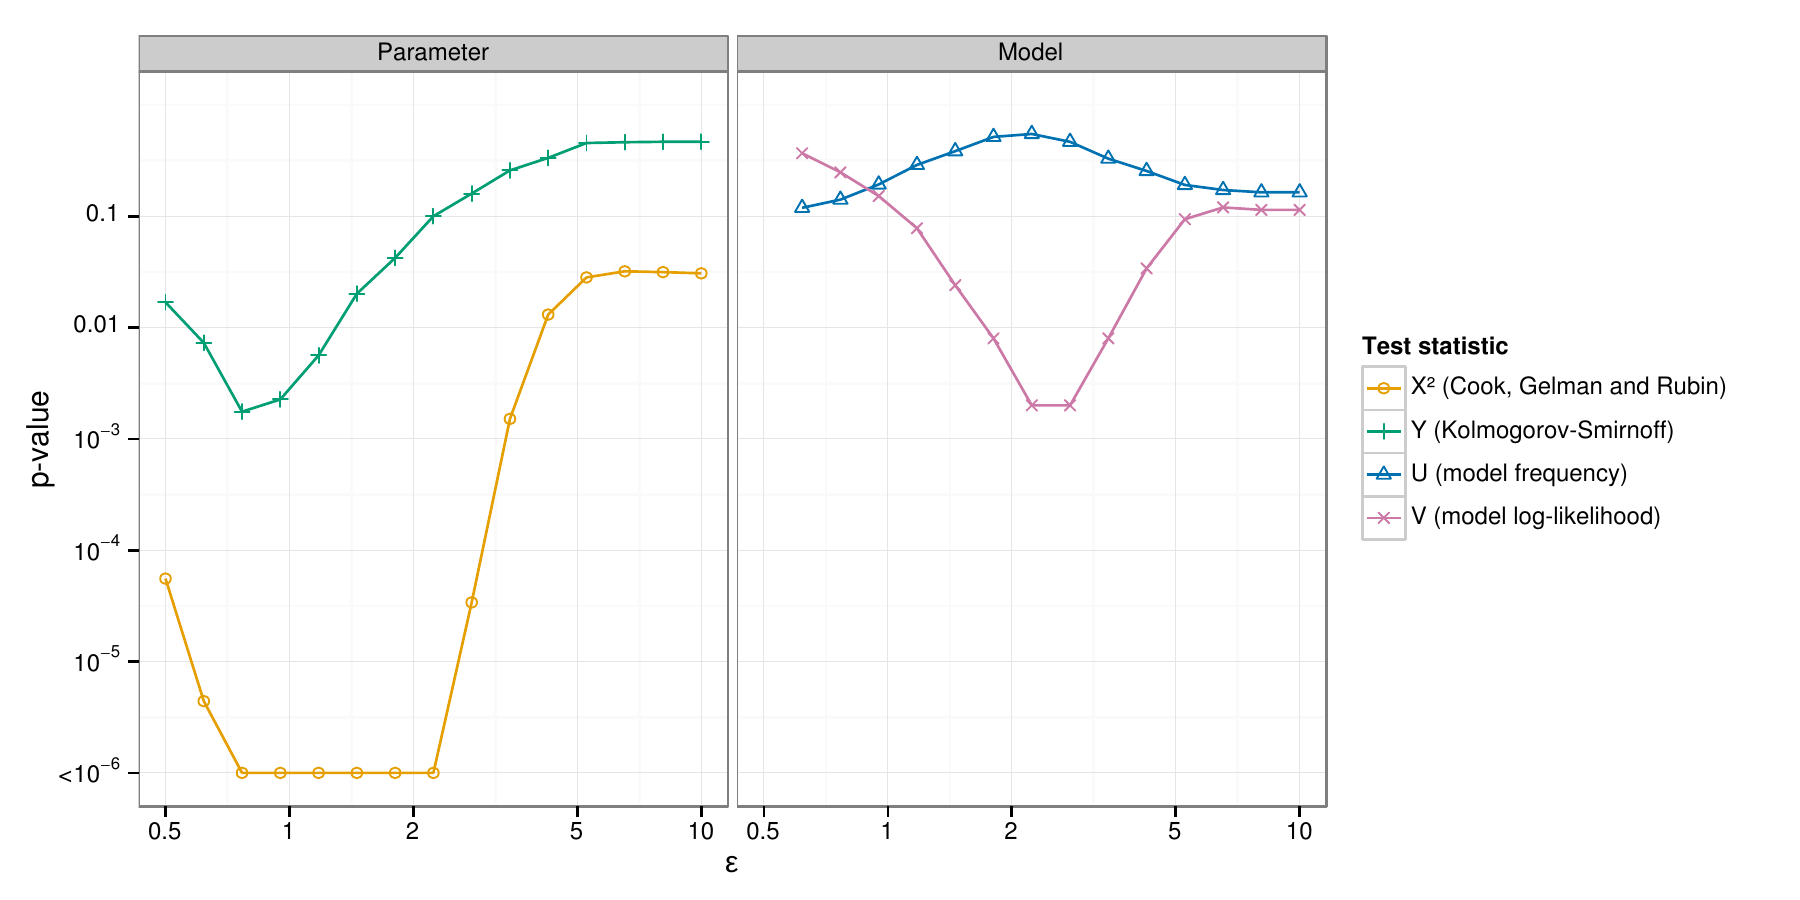 Parameter
Model
p-value
0.1
0.01
10⁻³
10⁻⁴
10⁻⁵
<10⁻⁶
0.5 1 2 5 10
0.5 1 2 5 10
ε
Test statistic
X² (Cook, Gelman and Rubin)
Y (Kolmogorov-Smirnoff)
U (model frequency)
V (model log-likelihood)